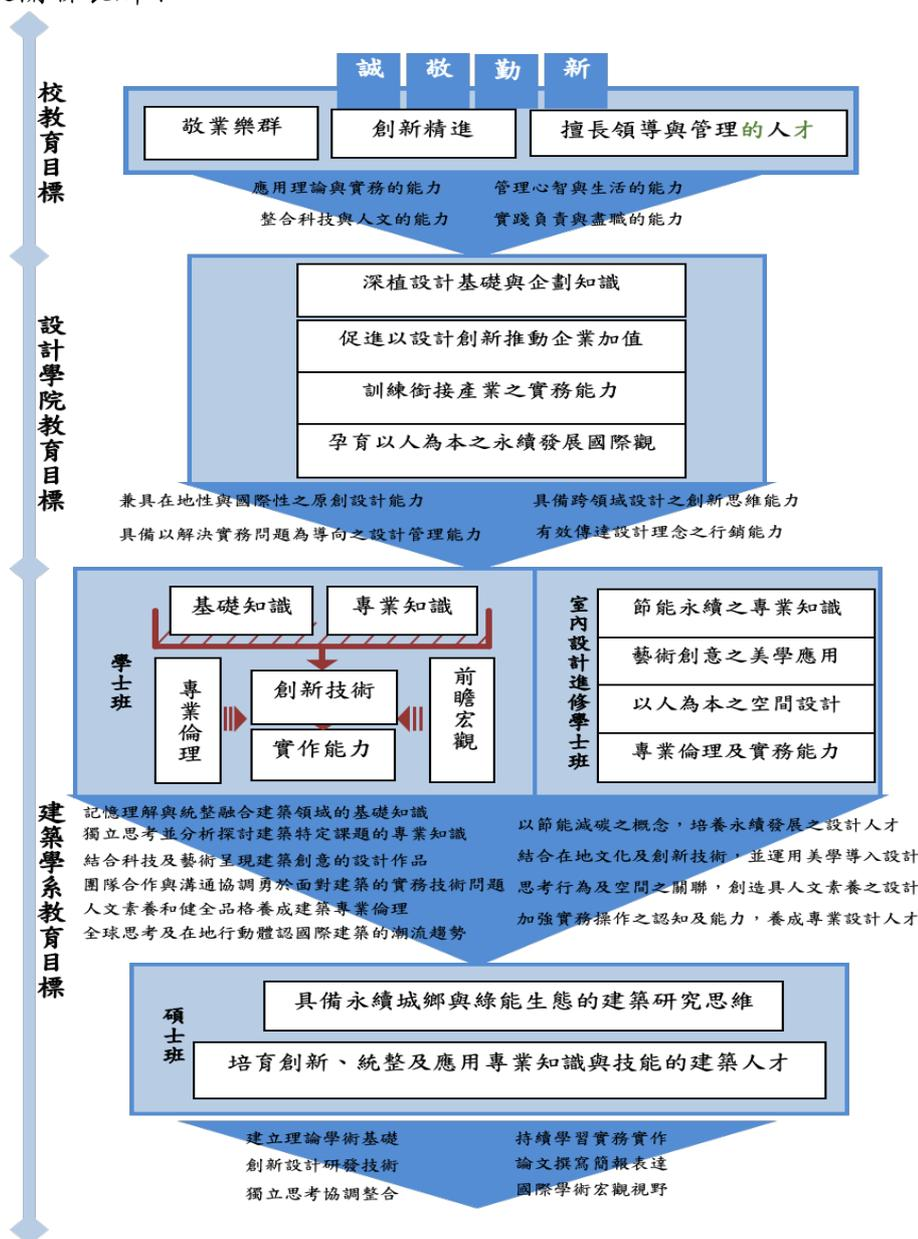 誠 敬 勤 新
校教育目標
敬業樂群
創新精進
擅長領導與管理的人才
應用理論與實務的能力
管理心智與生活的能力
整合科技與人文的能力
實踐負責與盡職的能力
設計學院教育目標
深植設計基礎與企劃知識
促進以設計創新推動企業加值
訓練銜接產業之實務能力
孕育以人為本之永續發展國際觀
兼具在地性與國際性之原創設計能力
具備跨領域設計之創新思維能力
具備以解決實務問題為導向之設計管理能力
有效傳達設計理念之行銷能力
建築學系教育目標
學士班
基礎知識
專業知識
專業倫理
創新技術
實作能力
前瞻宏觀
室內設計進修學士班
節能永續之專業知識
藝術創意之美學應用
以人為本之空間設計
專業倫理及實務能力
記憶理解與統整融合建築領域的基礎知識
獨立思考並分析探討建築特定課題的專業知識
結合科技及藝術呈現建築創意的設計作品
團隊合作與溝通協調勇於面對建築的實務技術問題
人文素養和健全品格養成建築專業倫理
全球思考及在地行動體認國際建築的潮流趨勢
以節能減碳之概念，培養永續發展之設計人才
結合在地文化及創新技術，並運用美學導入設計
思考行為及空間之關聯，創造具人文素養之設計
加強實務操作之認知及能力，養成專業設計人才
碩士班
具備永續城鄉與綠能生態的建築研究思維
培育創新、統整及應用專業知識與技能的建築人才
建立理論學術基礎
創新設計研發技術
獨立思考協調整合
持續學習實務實作
論文撰寫簡報表達
國際學術宏觀視野